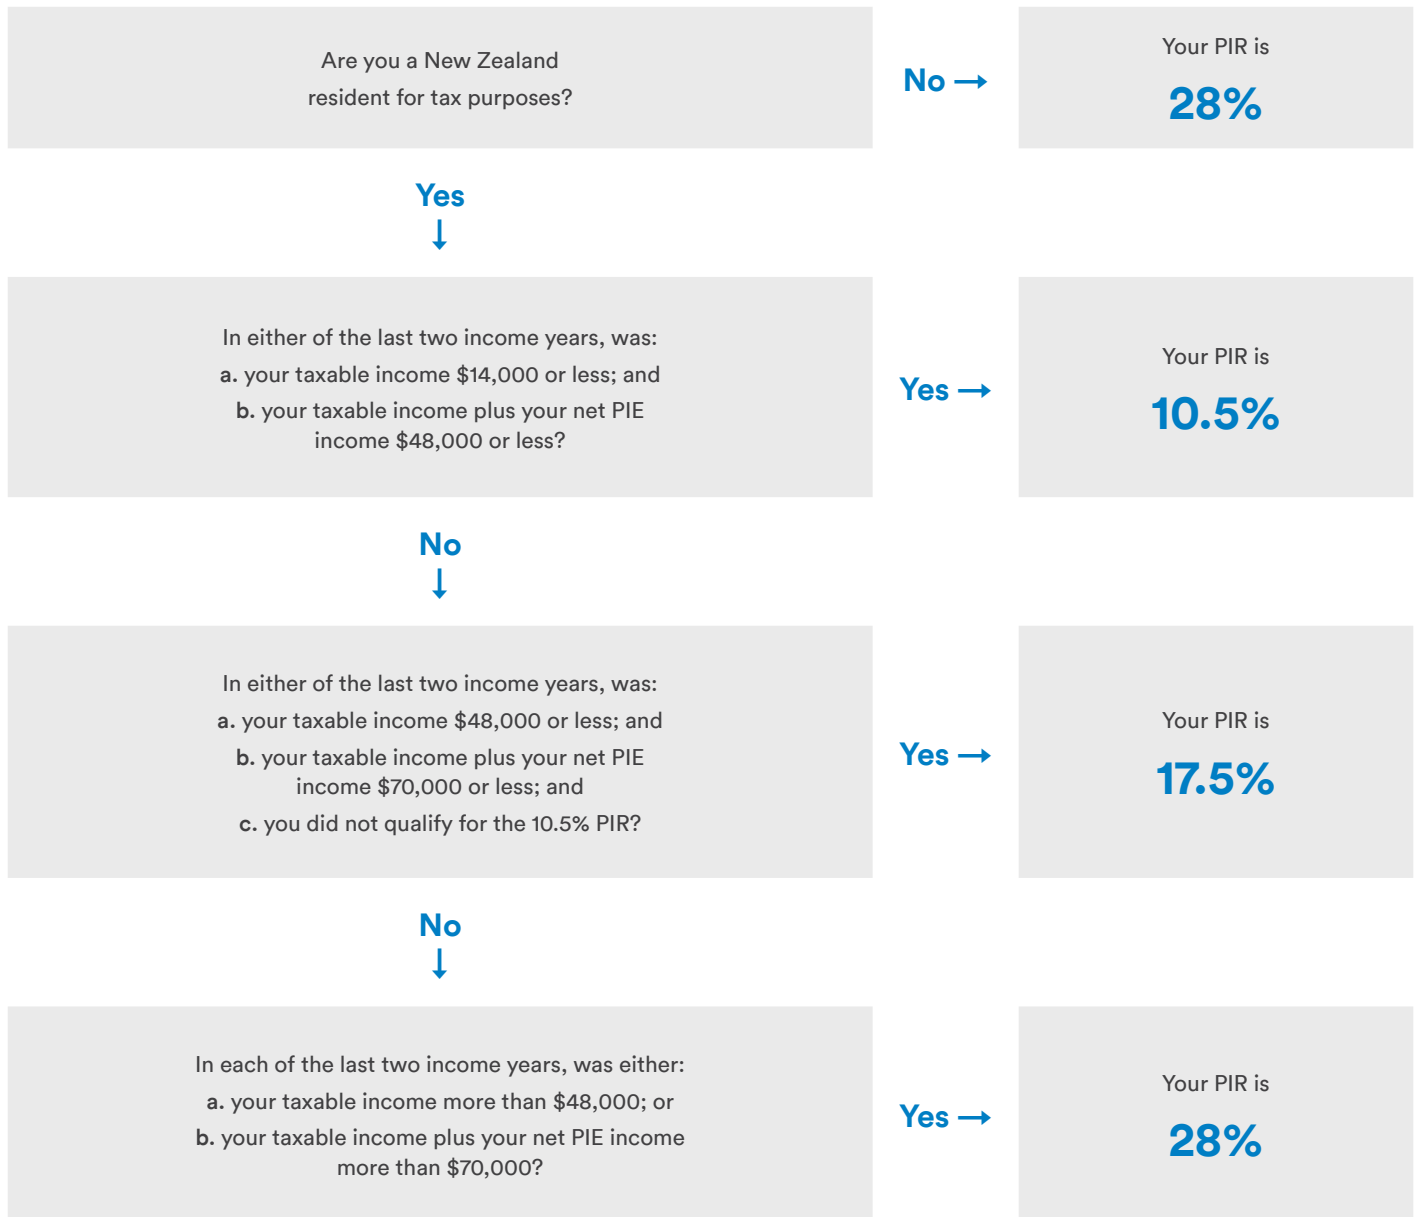 Are you a New Zealand
resident for tax purposes?
No →
Your PIR is
28%
Yes
↓
In either of the last two income years, was:
a. your taxable income $14,000 or less; and
b. your taxable income plus your net PIE
income $48,000 or less?
Yes →
Your PIR is
10.5%
No
↓
In either of the last two income years, was:
a. your taxable income $48,000 or less; and
b. your taxable income plus your net PIE
income $70,000 or less; and
c. you did not qualify for the 10.5% PIR?
Yes →
Your PIR is
17.5%
No
↓
In each of the last two income years, was either:
a. your taxable income more than $48,000; or
b. your taxable income plus your net PIE income
more than $70,000?
Yes →
Your PIR is
28%